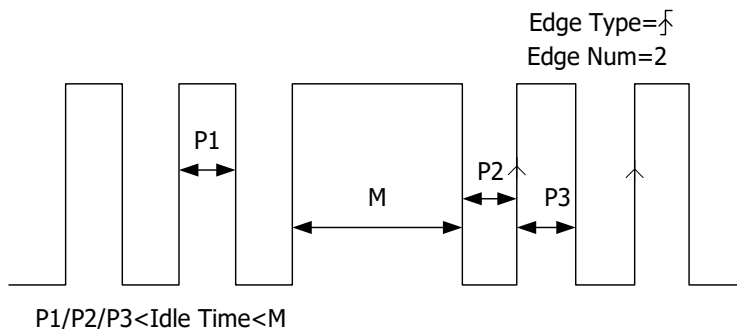 Edge Type=
Edge Num=2
P1
P2
M
P3
P1/P2/P3<Idle Time<M